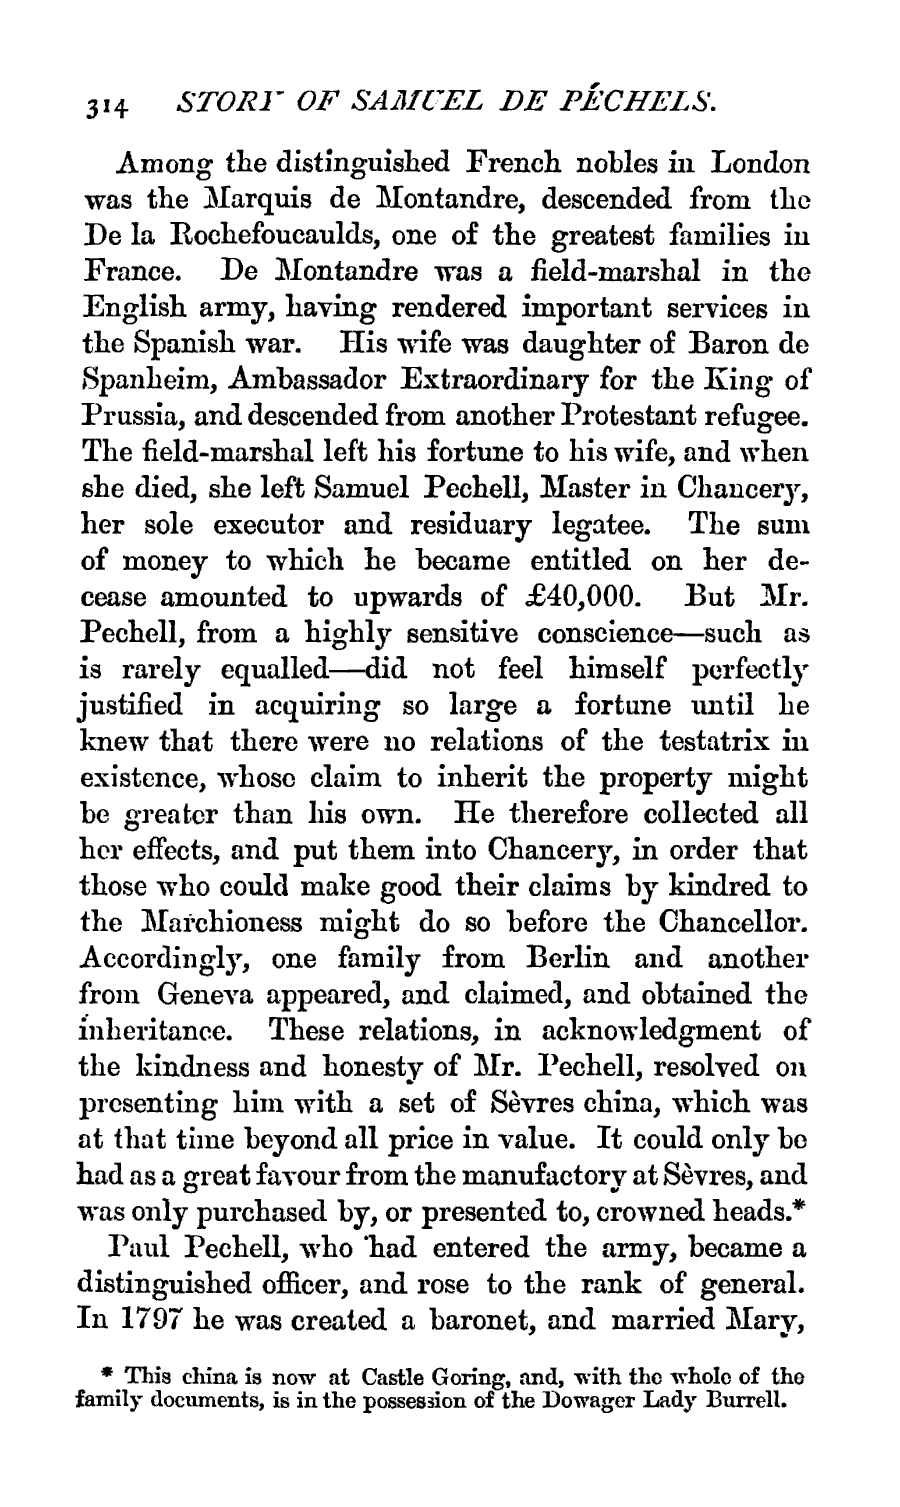 314 STORY OF SAMUEL DE PÉCHELS.
Among the distinguished French nobles in London
was the Marquis de Montandre, descended from the
De la Rochefoucaulds, one of the greatest families in
France. De Montandre was a field-marshal in the
English army, having rendered important services in
the Spanish war. His wife was daughter of Baron de
Spanheim, Ambassador Extraordinary for the King of
Prussia, and descended from another Protestant refugee.
The field-marshal left his fortune to his wife, and when
she died, she left Samuel Pechell, Master in Chancery,
her sole executor and residuary legatee. The sum
of money to which he became entitled on her de-
cease amounted to upwards of £40,000. But Mr.
Pechell, from a highly sensitive conscience—such as
is rarely equalled—did not feel himself perfectly
justified in acquiring so large a fortune until he
knew that there were no relations of the testatrix in
existence, whose claim to inherit the property might
be greater than his own. He therefore collected all
her effects, and put them into Chancery, in order that
those who could make good their claims by kindred to
the Marchioness might do so before the Chancellor.
Accordingly, one family from Berlin and another
from Geneva appeared, and claimed, and obtained the
inheritance. These relations, in acknowledgment of
the kindness and honesty of Mr. Pechell, resolved on
presenting him with a set of Sèvres china, which was
at that time beyond all price in value. It could only be
had as a great favour from the manufactory at Sèvres, and
was only purchased by, or presented to, crowned heads.*
Paul Pechell, who had entered the army, became a
distinguished officer, and rose to the rank of general.
In 1797 he was created a baronet, and married Mary,
* This china is now at Castle Goring, and, with the whole of the
family documents, is in the possession of the Dowager Lady Burrell.